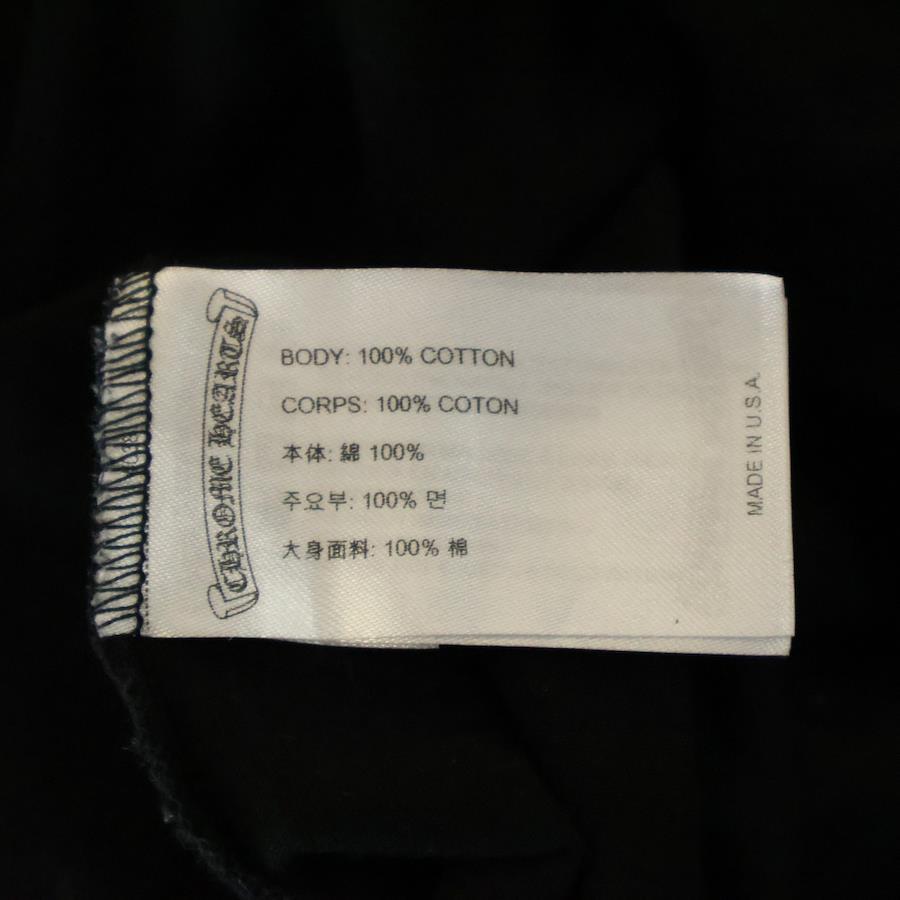 CHROME HEARTS
BODY: 100% COTTON
CORPS: 100% COTON
本体: 綿 100%
주요부: 100% 면
大身面料: 100% 棉
MADE IN U.S.A.